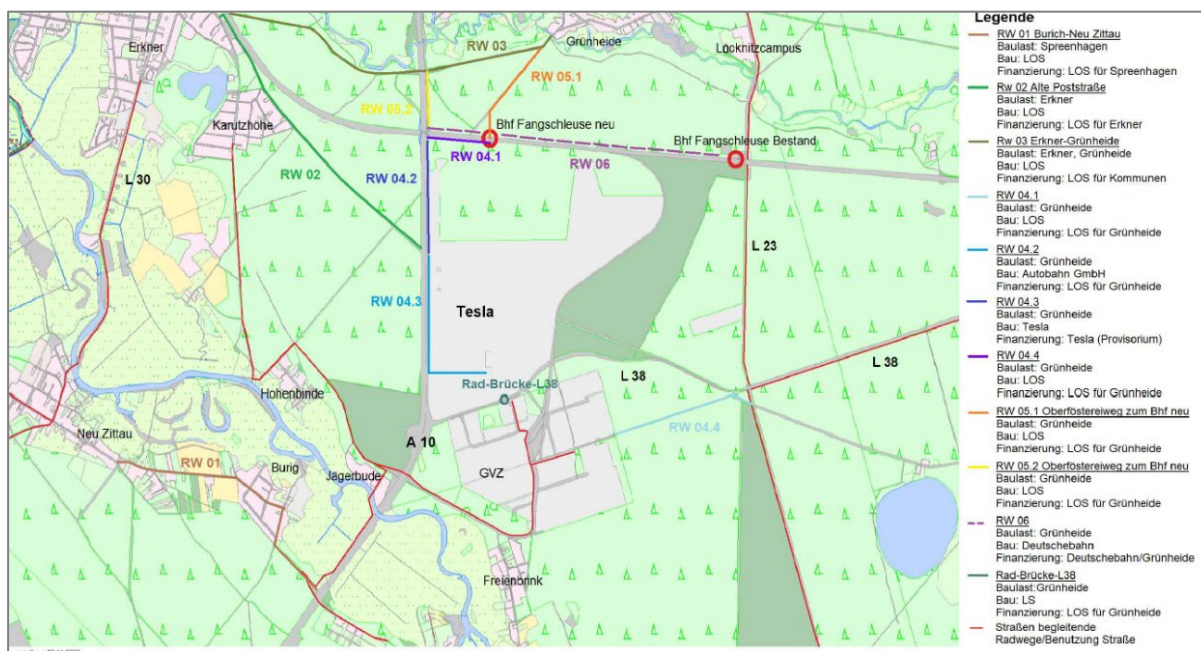 Erkner
RW 03
Grünheide
Löcknitzcampus
RW 05.1
RW 05.2
Karutzhöhe
Bhf Fangschleuse neu
Bhf Fangschleuse Bestand
RW 04.1
RW 06
L 30
RW 02
RW 04.2
L 23
RW 04.3
Tesla
L 38
L 38
Rad-Brücke-L38
Hohenbinde
Neu Zittau
A 10
RW 04.4
RW 01
Burig
Jägerbude
GVZ
Freienbrink
Legende
RW 01 Burich-Neu Zittau
Baulast: Spreenhagen
Bau: LOS
Finanzierung: LOS für Spreenhagen
Rw 02 Alte Poststraße
Baulast: Erkner
Bau: LOS
Finanzierung: LOS für Erkner
Rw 03 Erkner-Grünheide
Baulast: Erkner, Grünheide
Bau: LOS
Finanzierung: LOS für Kommunen
RW 04.1
Baulast: Grünheide
Bau: LOS
Finanzierung: LOS für Grünheide
RW 04.2
Baulast: Grünheide
Bau: Autobahn GmbH
Finanzierung: LOS für Grünheide
RW 04.3
Baulast: Grünheide
Bau: Tesla
Finanzierung: Tesla (Provisorium)
RW 04.4
Baulast: Grünheide
Bau: LOS
Finanzierung: LOS für Grünheide
RW 05.1 Oberföstereiweg zum Bhf neu
Baulast: Grünheide
Bau: LOS
Finanzierung: LOS für Grünheide
RW 05.2 Oberföstereiweg zum Bhf neu
Baulast: Grünheide
Bau: LOS
Finanzierung: LOS für Grünheide
RW 06
Baulast: Grünheide
Bau: Deutschebahn
Finanzierung: Deutschebahn/Grünheide
Rad-Brücke-L38
Baulast:Grünheide
Bau: LS
Finanzierung: LOS für Grünheide
Straßen begleitende
Radwege/Benutzung Straße